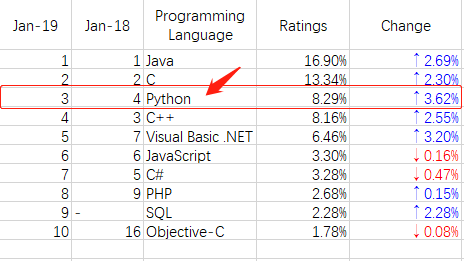 Jan-19 Jan-18 Programming Language Ratings Change
1 1 Java 16.90% ↑ 2.69%
2 2 C 13.34% ↑ 2.30%
3 4 Python 8.29% ↑ 3.62%
4 3 C++ 8.16% ↑ 2.55%
5 7 Visual Basic .NET 6.46% ↑ 3.20%
6 6 JavaScript 3.30% ↓ 0.16%
7 5 C# 3.28% ↓ 0.47%
8 9 PHP 2.68% ↑ 0.15%
9 - SQL 2.28% ↑ 2.28%
10 16 Objective-C 1.78% ↓ 0.08%